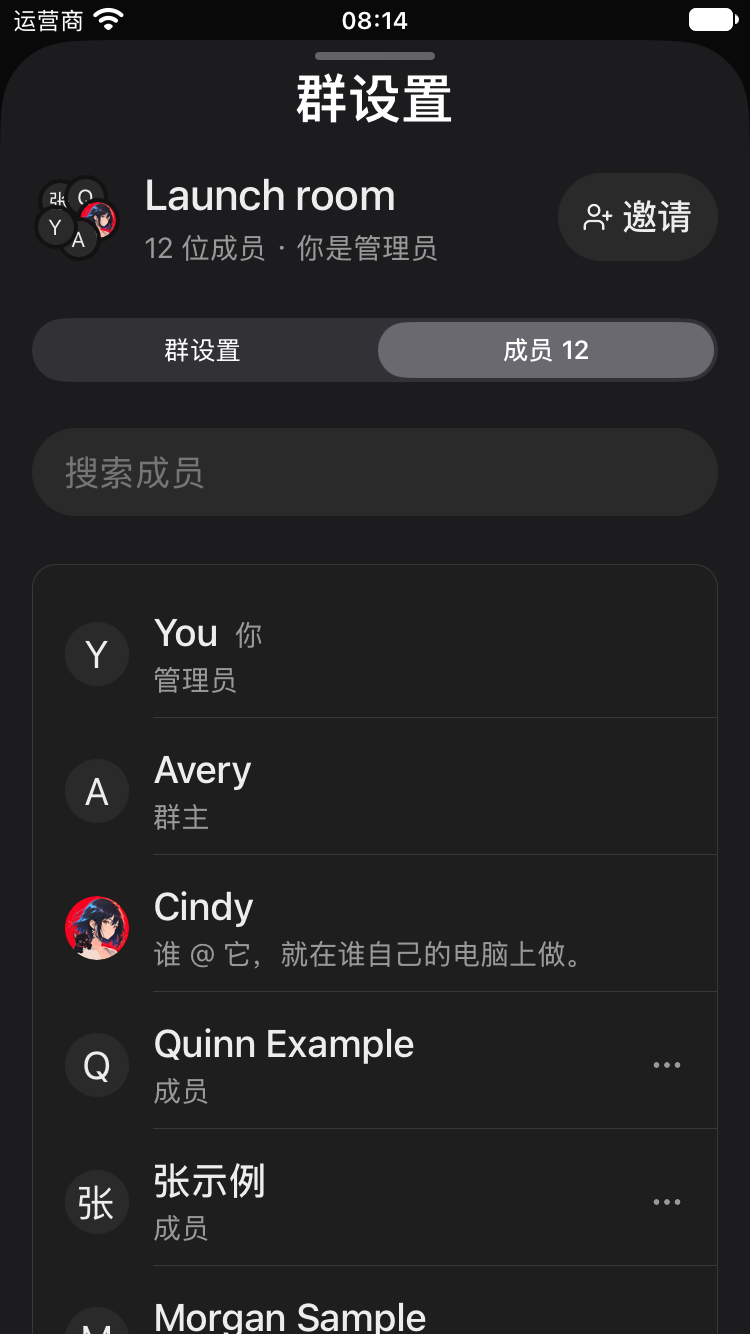 运营商
08:14
群设置
张 Q Y A
Launch room
12 位成员 · 你是管理员
邀请
群设置
成员 12
搜索成员
Y
You 你
管理员
A
Avery
群主
Cindy
谁 @ 它，就在谁自己的电脑上做。
Q
Quinn Example
成员
张
张示例
成员
M
Morgan Sample